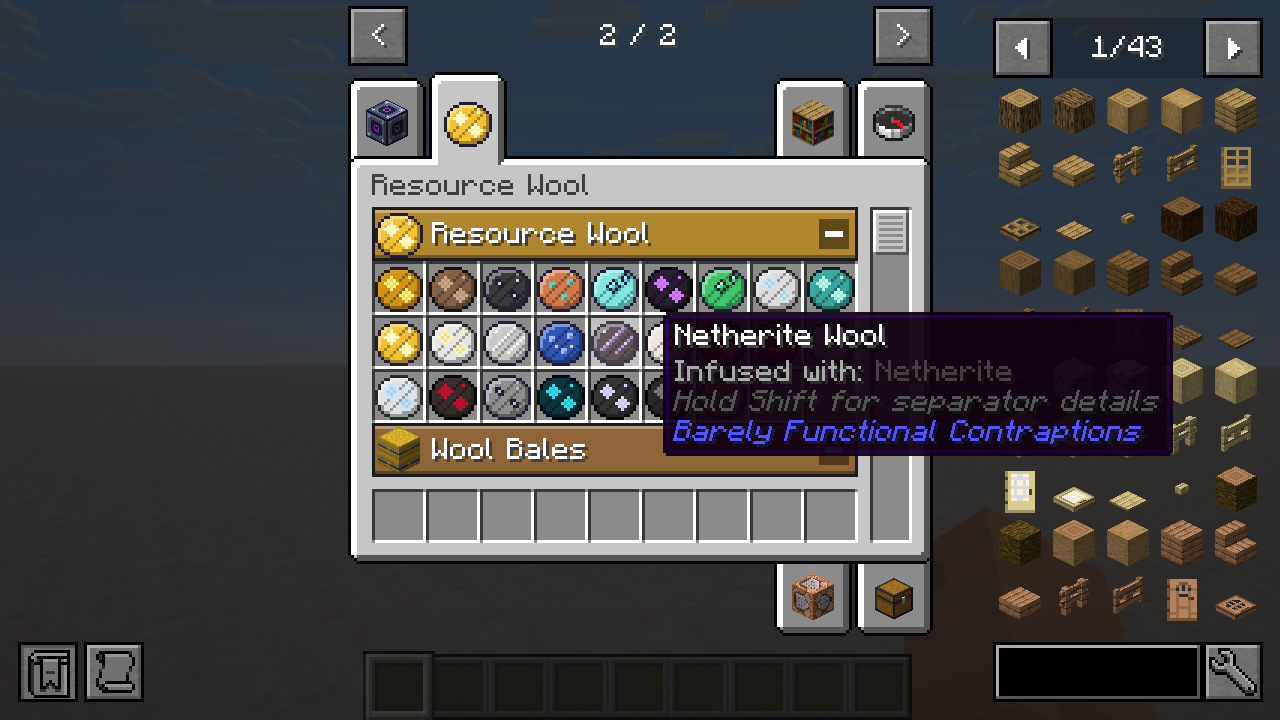 2 / 2
1/43
Resource Wool
Resource Wool
Netherite Wool
Infused with: Netherite
Hold Shift for separator details
Barely Functional Contraptions
Wool Bales